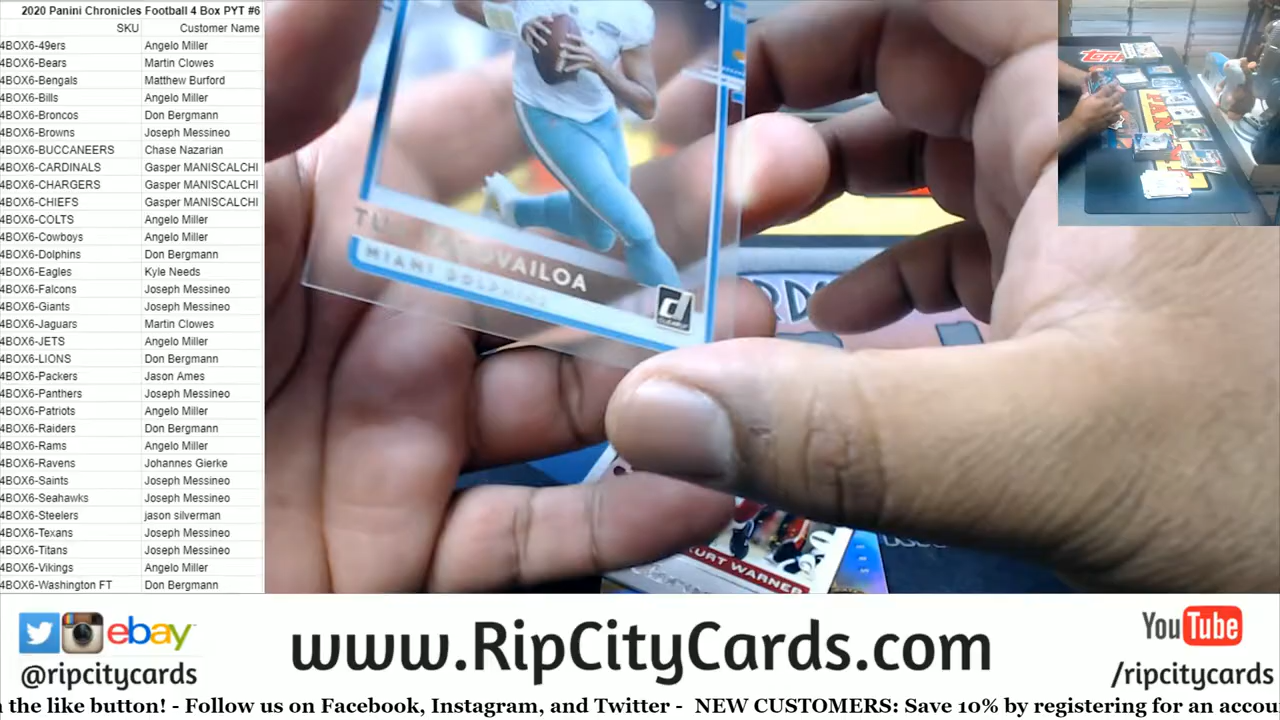 2020 Panini Chronicles Football 4 Box PYT #6
SKU Customer Name
4BOX6-49ers Angelo Miller
4BOX6-Bears Martin Clowes
4BOX6-Bengals Matthew Burford
4BOX6-Bills Angelo Miller
4BOX6-Broncos Don Bergmann
4BOX6-Browns Joseph Messineo
4BOX6-BUCCANEERS Chase Nazarian
4BOX6-CARDINALS Gasper MANISCALCHI
4BOX6-CHARGERS Gasper MANISCALCHI
4BOX6-CHIEFS Gasper MANISCALCHI
4BOX6-COLTS Angelo Miller
4BOX6-Cowboys Angelo Miller
4BOX6-Dolphins Don Bergmann
4BOX6-Eagles Kyle Needs
4BOX6-Falcons Joseph Messineo
4BOX6-Giants Joseph Messineo
4BOX6-Jaguars Martin Clowes
4BOX6-JETS Angelo Miller
4BOX6-LIONS Don Bergmann
4BOX6-Packers Jason Ames
4BOX6-Panthers Joseph Messineo
4BOX6-Patriots Angelo Miller
4BOX6-Raiders Don Bergmann
4BOX6-Rams Angelo Miller
4BOX6-Ravens Johannes Gierke
4BOX6-Saints Joseph Messineo
4BOX6-Seahawks Joseph Messineo
4BOX6-Steelers jason silverman
4BOX6-Texans Joseph Messineo
4BOX6-Titans Joseph Messineo
4BOX6-Vikings Angelo Miller
4BOX6-Washington FT Don Bergmann
MIAMI DOLPHINS
d
KURT WARNER
ebay
@ripcitycards
www.RipCityCards.com
YouTube
/ripcitycards
the like button! - Follow us on Facebook, Instagram, and Twitter - NEW CUSTOMERS: Save 10% by registering for an accou